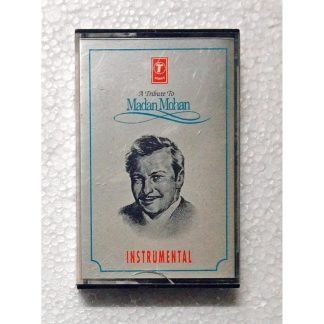 T
A Tribute To
Madan Mohan
INSTRUMENTAL